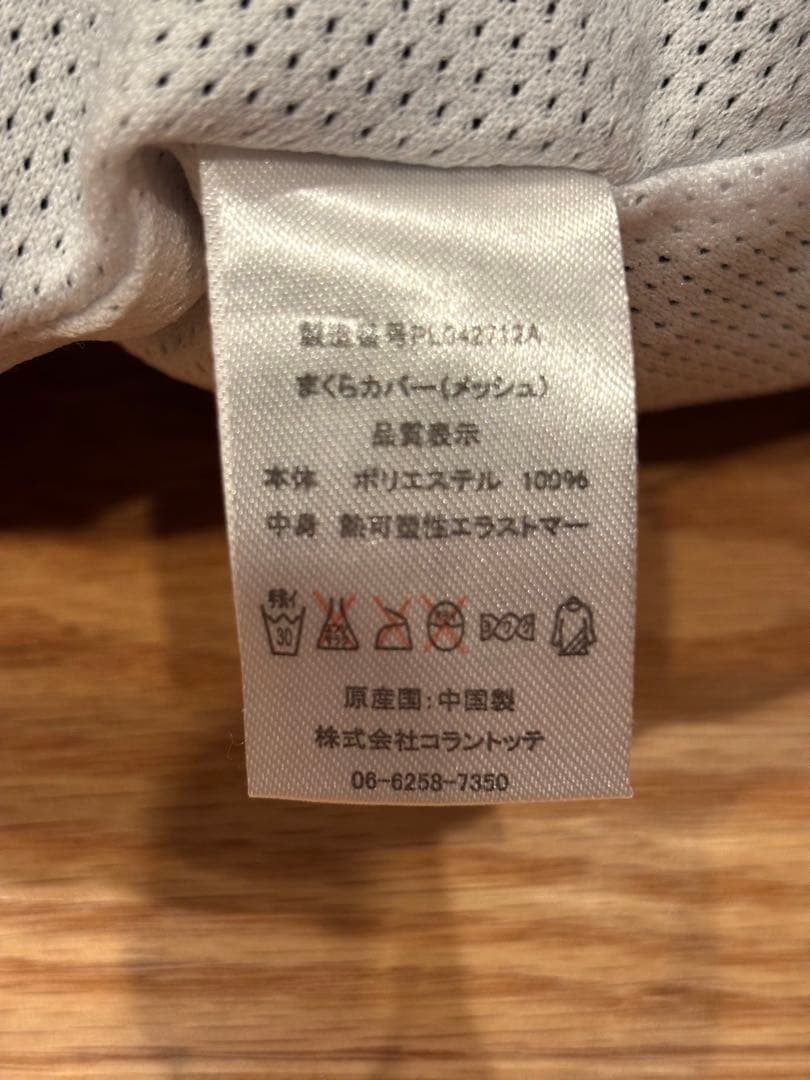 製造番号PL042712A
まくらカバー(メッシュ)
品質表示
本体 ポリエステル 100%
中身 熱可塑性エラストマー
手洗イ
30
原産国:中国製
株式会社コラントッテ
06-6258-7350